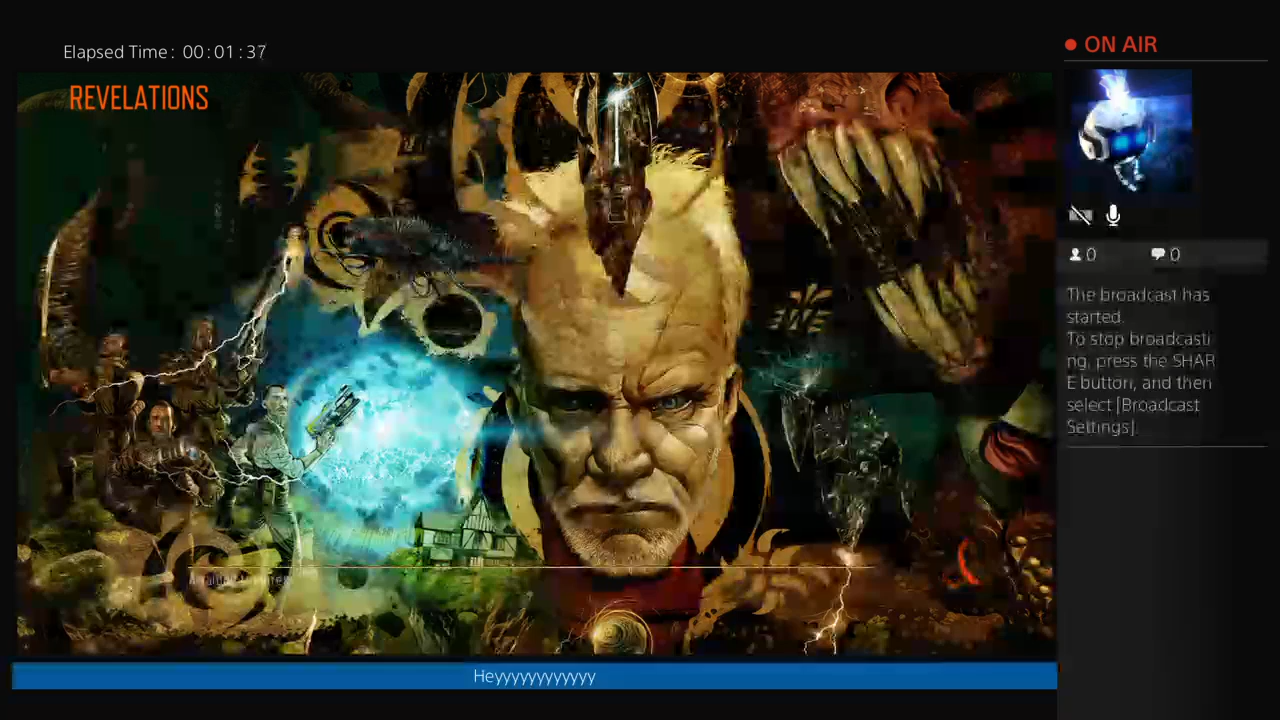 Elapsed Time: 00:01:37
ON AIR
REVELATIONS
0 0
The broadcast has
started.
To stop broadcasti
ng, press the SHAR
E button, and then
select [Broadcast
Settings].
Heyyyyyyyyyyyy